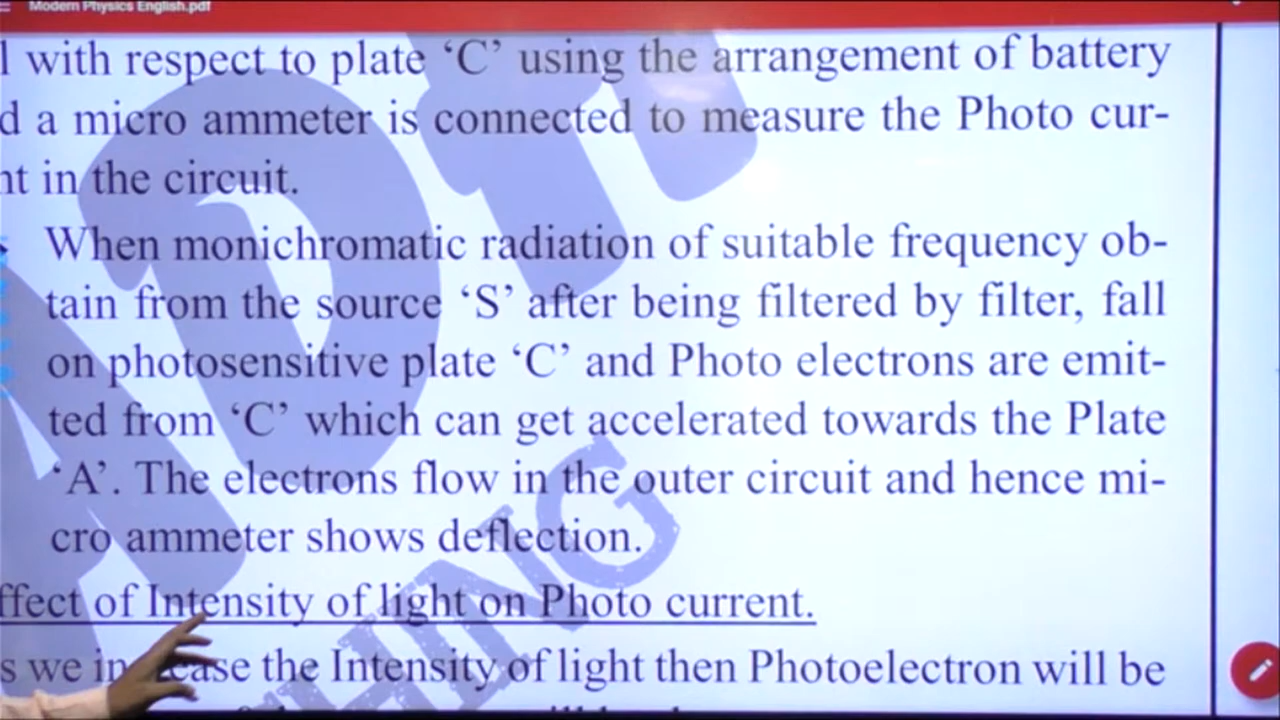 Modern Physics English.pdf
l with respect to plate ‘C’ using the arrangement of battery
d a micro ammeter is connected to measure the Photo cur-
nt in the circuit.
When monichromatic radiation of suitable frequency ob-
tain from the source ‘S’ after being filtered by filter, fall
on photosensitive plate ‘C’ and Photo electrons are emit-
ted from ‘C’ which can get accelerated towards the Plate
‘A’. The electrons flow in the outer circuit and hence mi-
cro ammeter shows deflection.
ffect of Intensity of light on Photo current.
s we increase the Intensity of light then Photoelectron will be